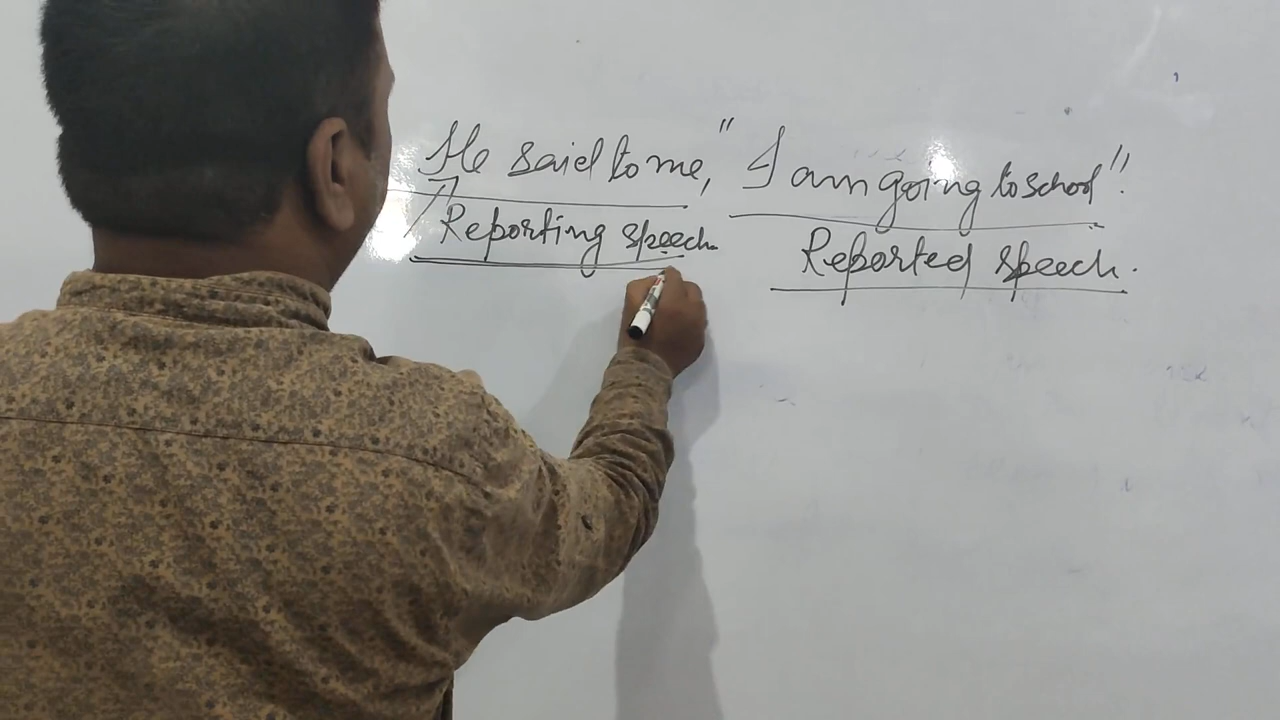 He said to me, "I am going to school".
Reporting speech. Reported speech.